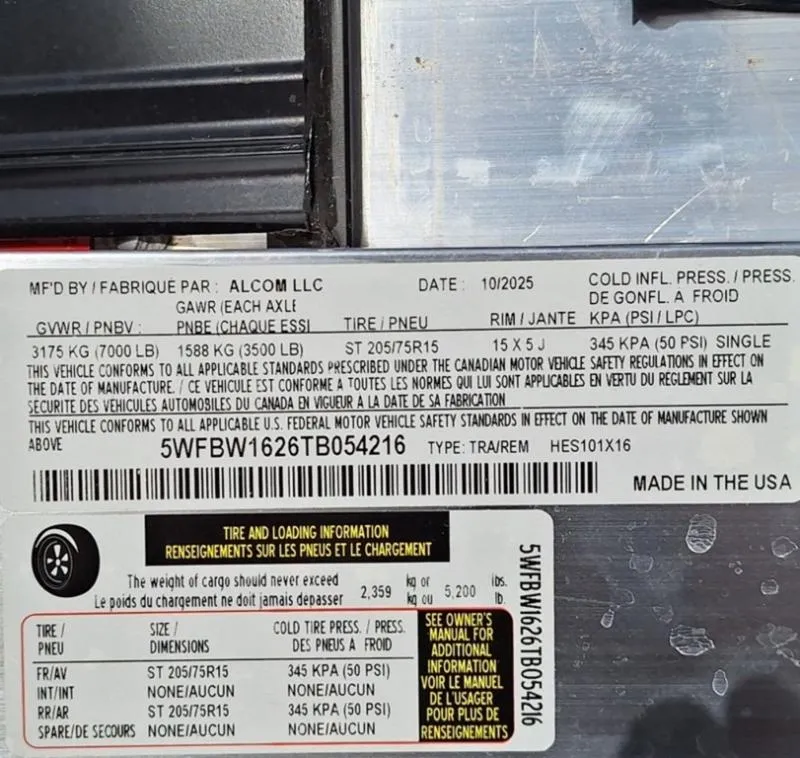 MF'D BY / FABRIQUÉ PAR : ALCOM LLC DATE : 10/2025 COLD INFL. PRESS. / PRESS.
DE GONFL. A FROID
GAWR (EACH AXLE
GVWR / PNBV : PNBE (CHAQUE ESSI TIRE / PNEU RIM / JANTE KPA (PSI / LPC)
3175 KG (7000 LB) 1588 KG (3500 LB) ST 205/75R15 15 X 5 J 345 KPA (50 PSI) SINGLE
THIS VEHICLE CONFORMS TO ALL APPLICABLE STANDARDS PRESCRIBED UNDER THE CANADIAN MOTOR VEHICLE SAFETY REGULATIONS IN EFFECT ON
THE DATE OF MANUFACTURE. / CE VEHICULE EST CONFORME A TOUTES LES NORMES QUI LUI SONT APPLICABLES EN VERTU DU REGLEMENT SUR LA
SECURITE DES VEHICULES AUTOMOBILES DU CANADA EN VIGUEUR A LA DATE DE SA FABRICATION
THIS VEHICLE CONFORMS TO ALL APPLICABLE U.S. FEDERAL MOTOR VEHICLE SAFETY STANDARDS IN EFFECT ON THE DATE OF MANUFACTURE SHOWN
ABOVE 5WFBW1626TB054216 TYPE: TRA/REM HES101X16
MADE IN THE USA
TIRE AND LOADING INFORMATION
RENSEIGNEMENTS SUR LES PNEUS ET LE CHARGEMENT
The weight of cargo should never exceed 2,359 kg or 5,200 lbs.
Le poids du chargement ne doit jamais depasser kg ou lb.
TIRE / SIZE / COLD TIRE PRESS. / PRESS.
PNEU DIMENSIONS DES PNEUS A FROID
FR/AV ST 205/75R15 345 KPA (50 PSI)
INT/INT NONE/AUCUN NONE/AUCUN
RR/AR ST 205/75R15 345 KPA (50 PSI)
SPARE/DE SECOURS NONE/AUCUN NONE/AUCUN
SEE OWNER'S
MANUAL FOR
ADDITIONAL
INFORMATION
VOIR LE MANUEL
DE L'USAGER
POUR PLUS DE
RENSEIGNEMENTS
5WFBW1626TB054216